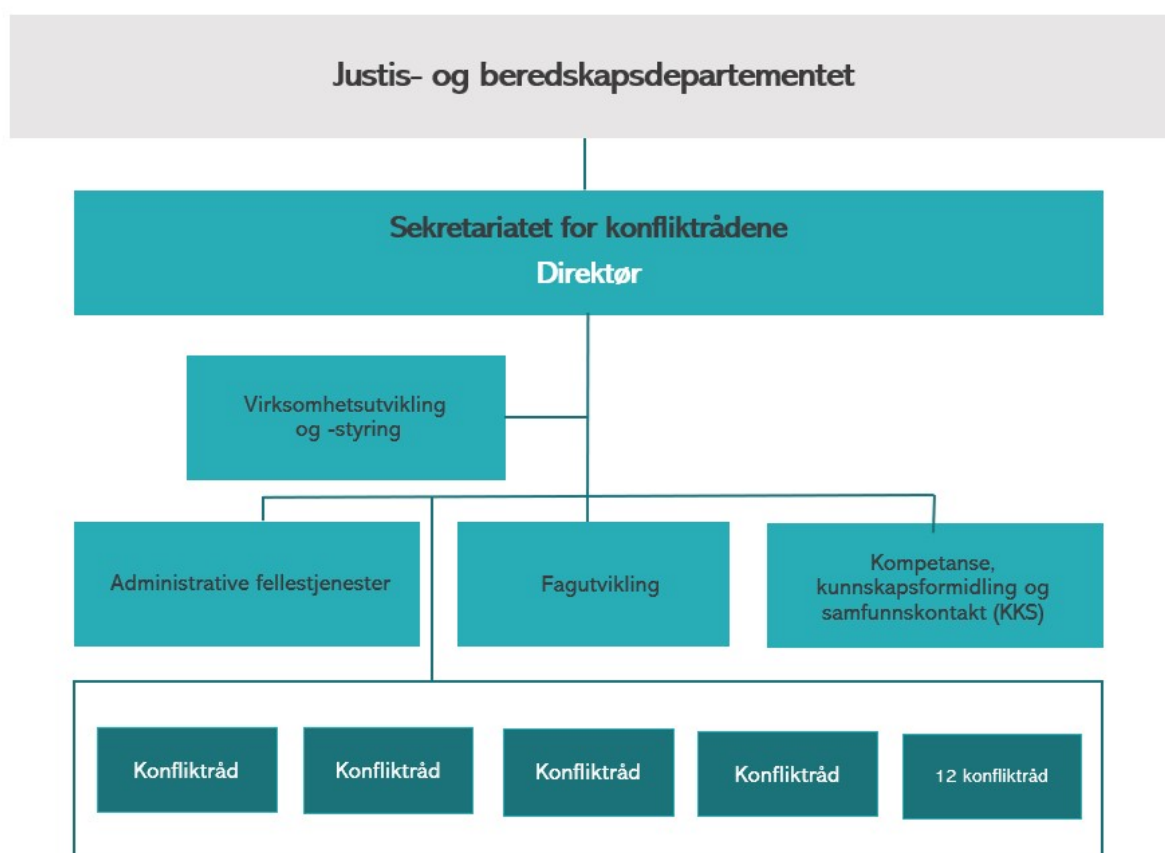 Justis- og beredskapsdepartementet
Sekretariatet for konfliktrådene
Direktør
Virksomhetsutvikling
og -styring
Administrative fellestjenester
Fagutvikling
Kompetanse,
kunnskapsformidling og
samfunnskontakt (KKS)
Konfliktråd
Konfliktråd
Konfliktråd
Konfliktråd
12 konfliktråd